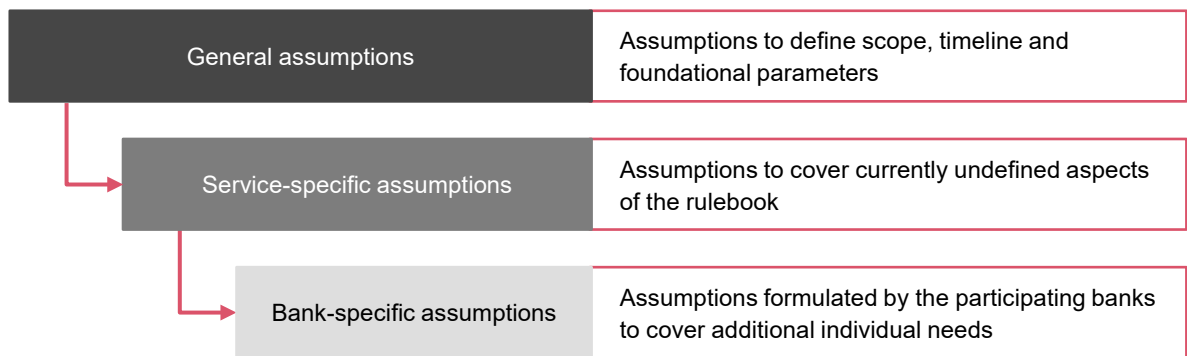 General assumptions
Assumptions to define scope, timeline and
foundational parameters
Service-specific assumptions
Assumptions to cover currently undefined aspects
of the rulebook
Bank-specific assumptions
Assumptions formulated by the participating banks
to cover additional individual needs